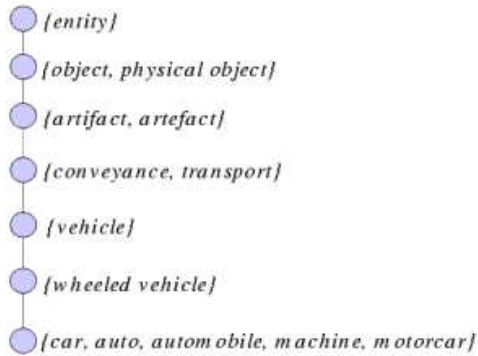 {entity}
{object, physical object}
{artifact, artefact}
{conveyance, transport}
{vehicle}
{wheeled vehicle}
{car, auto, automobile, machine, motorcar}